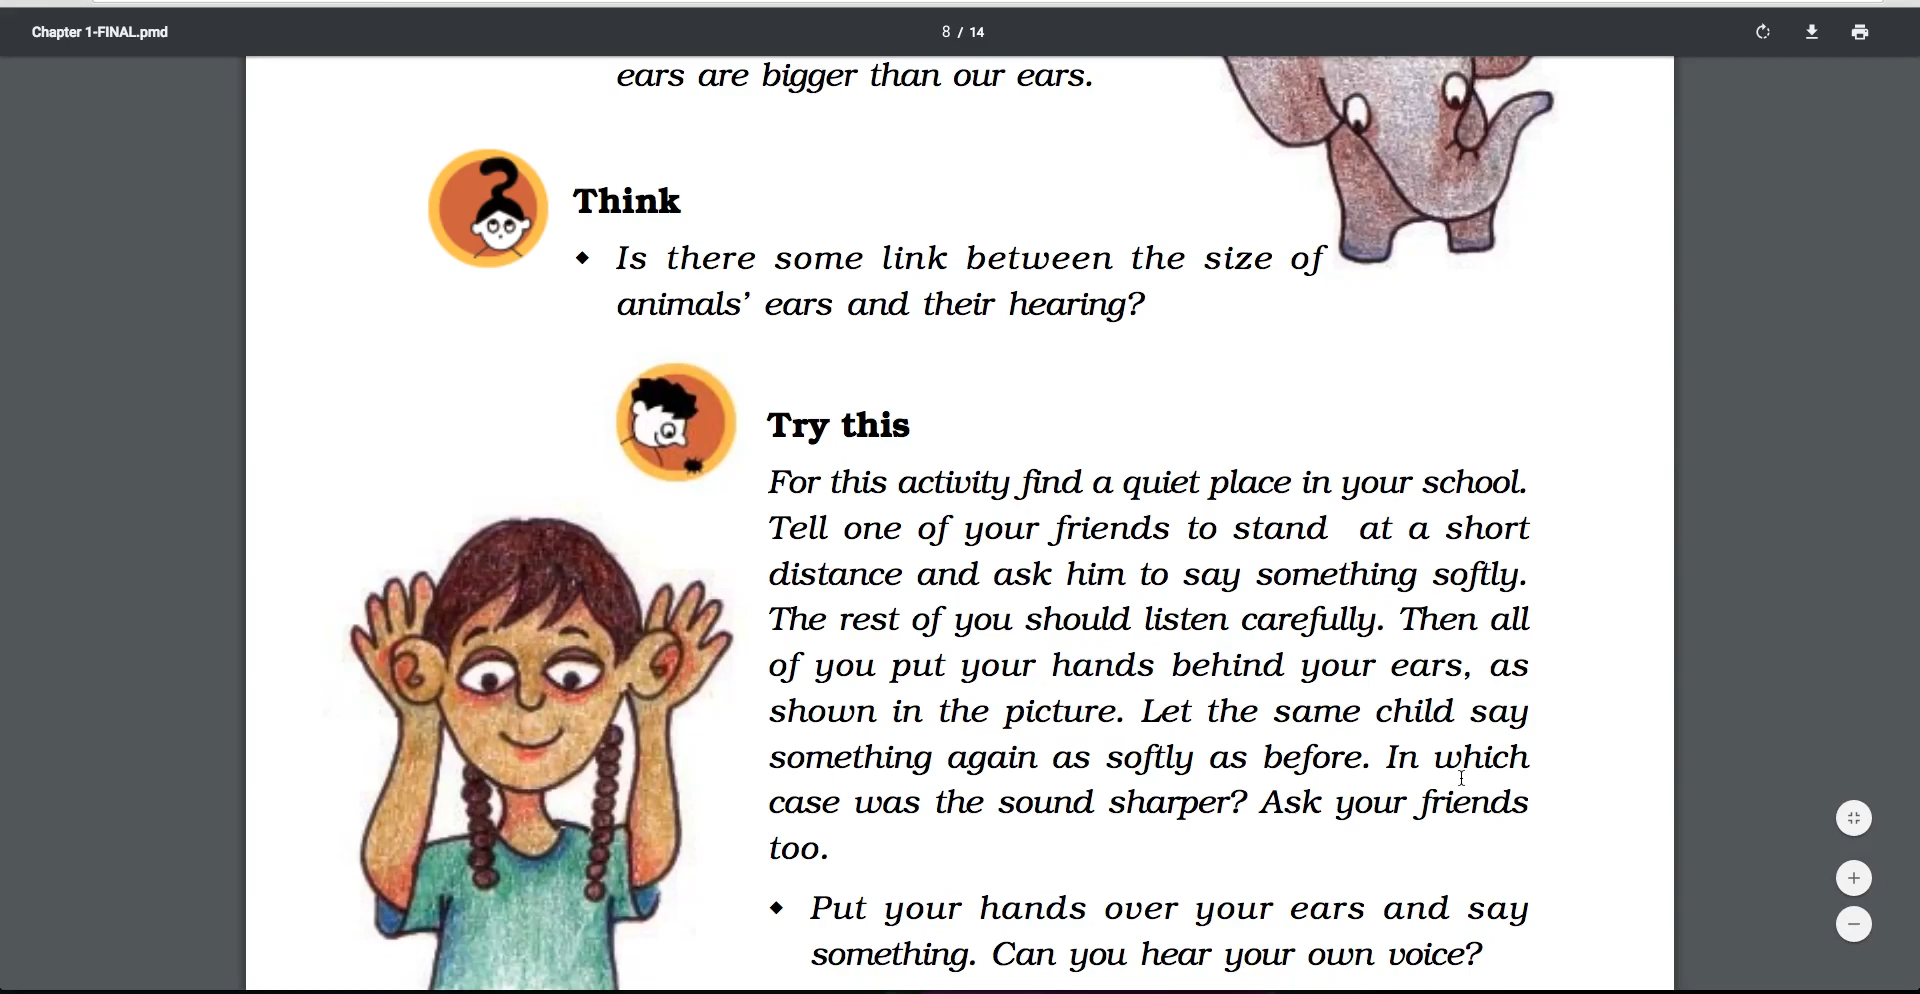 Chapter 1-FINAL.pmd
8 / 14
ears are bigger than our ears.
Think
◆ Is there some link between the size of
animals’ ears and their hearing?
Try this
For this activity find a quiet place in your school.
Tell one of your friends to stand at a short
distance and ask him to say something softly.
The rest of you should listen carefully. Then all
of you put your hands behind your ears, as
shown in the picture. Let the same child say
something again as softly as before. In which
case was the sound sharper? Ask your friends
too.
◆ Put your hands over your ears and say
something. Can you hear your own voice?